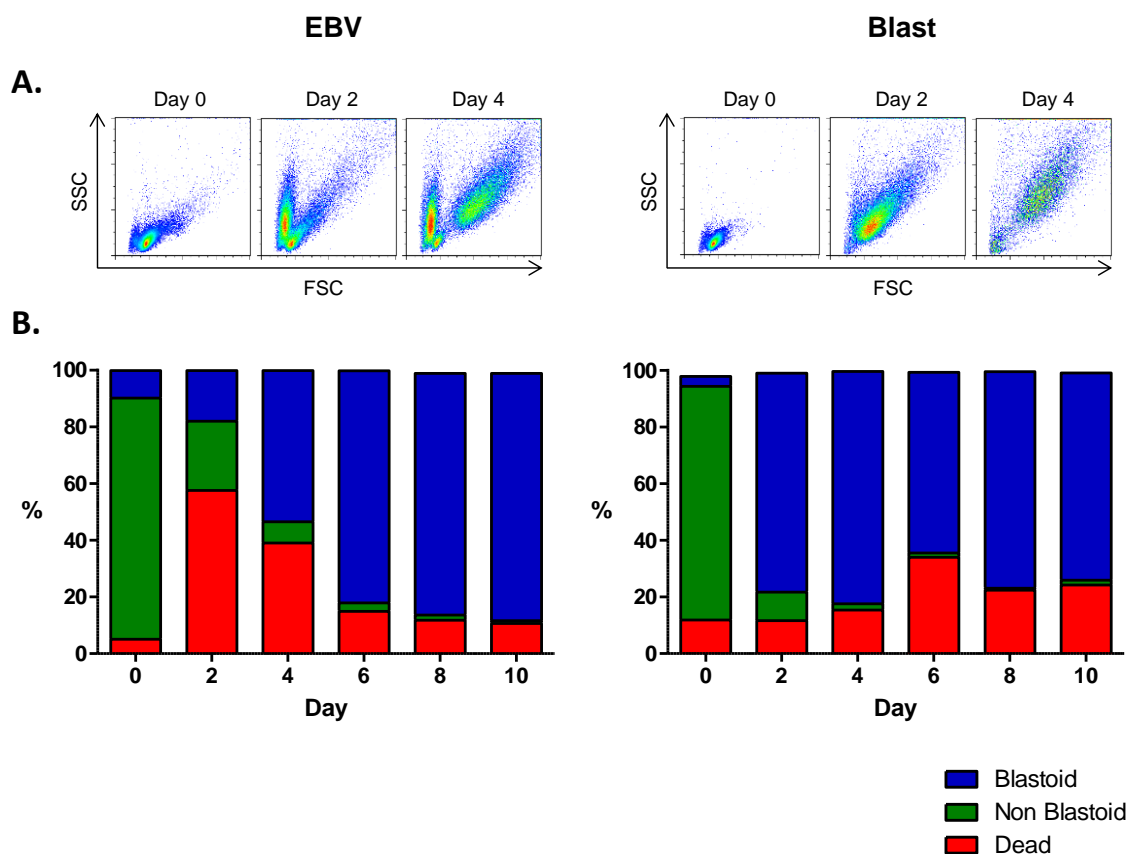 EBV
Blast
A.
Day 0
Day 2
Day 4
Day 0
Day 2
Day 4
SSC
SSC
FSC
FSC
B.
100
80
60
40
20
0
%
0 2 4 6 8 10
Day
100
80
60
40
20
0
%
0 2 4 6 8 10
Day
Blastoid
Non Blastoid
Dead